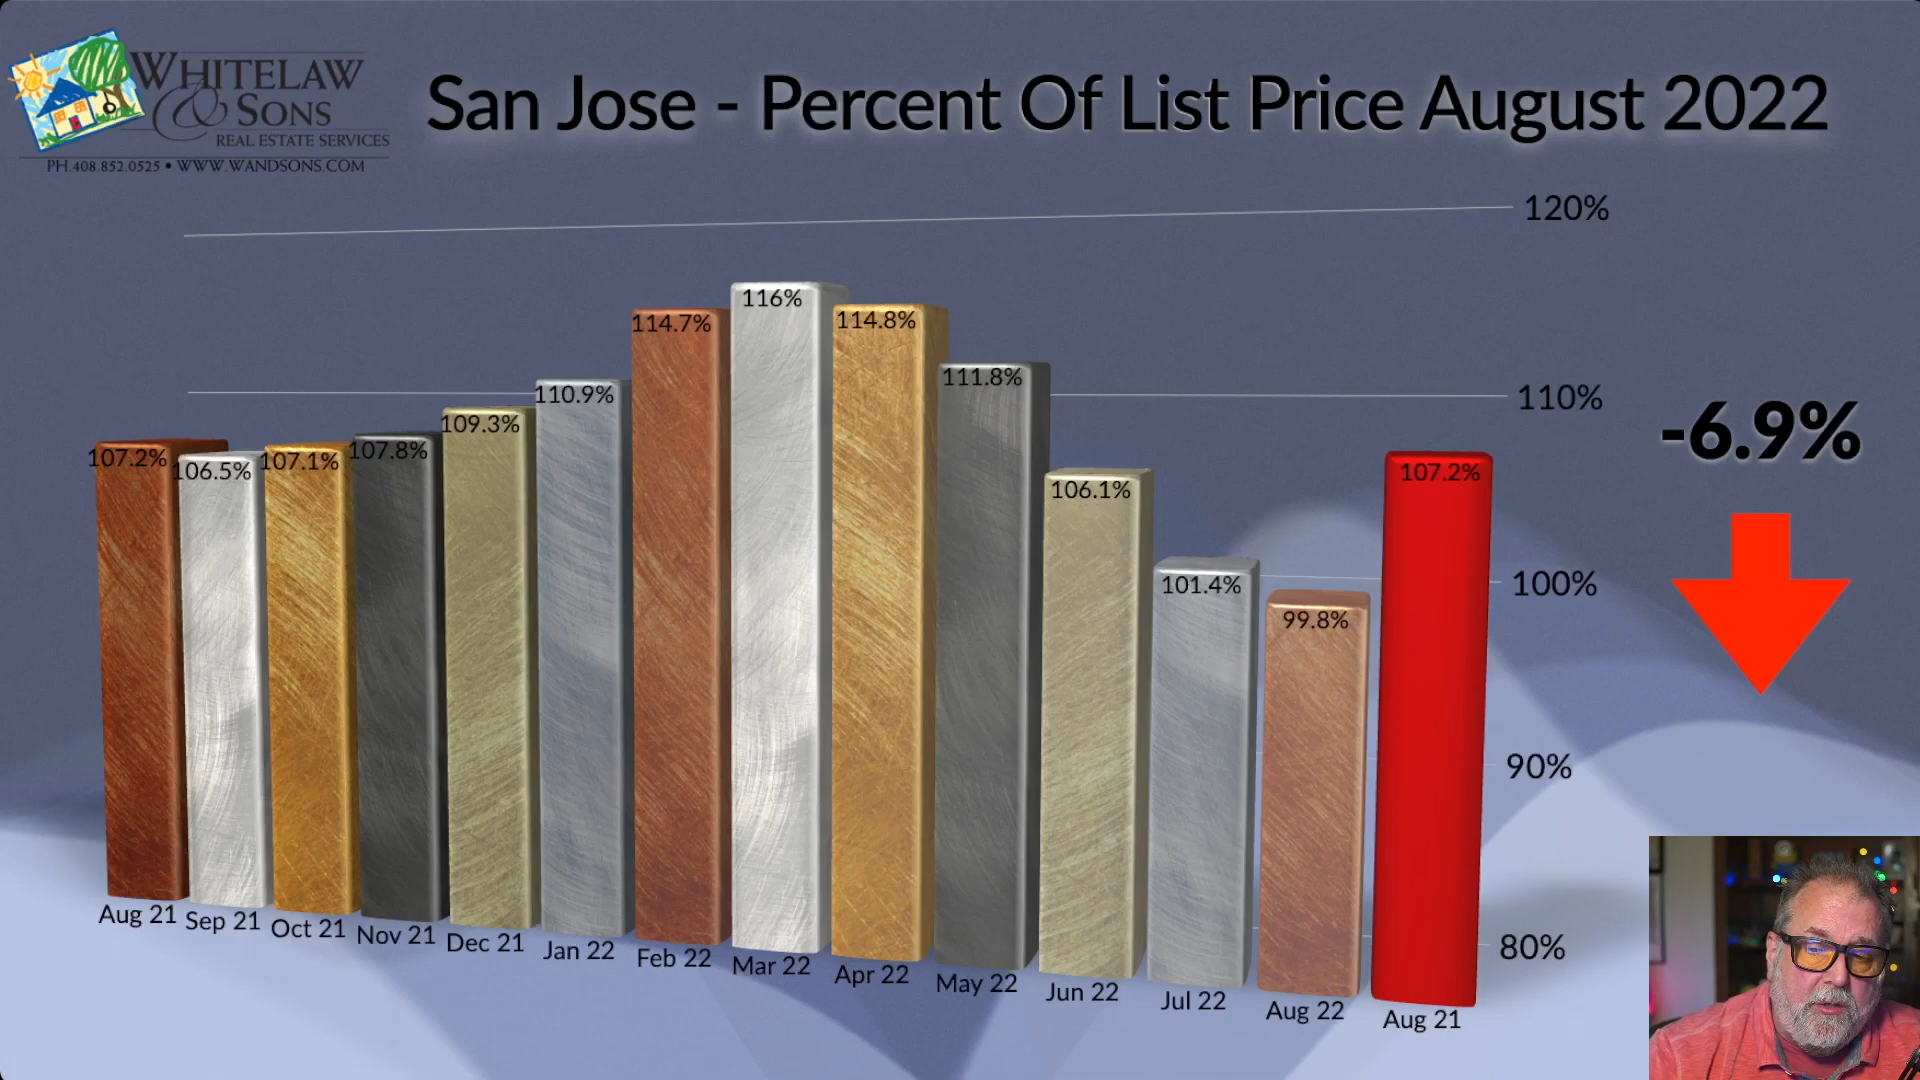 WHITELAW
& SONS
REAL ESTATE SERVICES
PH.408.852.0525 • WWW.WANDSONS.COM
San Jose - Percent Of List Price August 2022
120%
110%
100%
90%
80%
107.2%
106.5%
107.1%
107.8%
109.3%
110.9%
114.7%
116%
114.8%
111.8%
106.1%
101.4%
99.8%
107.2%
-6.9%
Aug 21
Sep 21
Oct 21
Nov 21
Dec 21
Jan 22
Feb 22
Mar 22
Apr 22
May 22
Jun 22
Jul 22
Aug 22
Aug 21